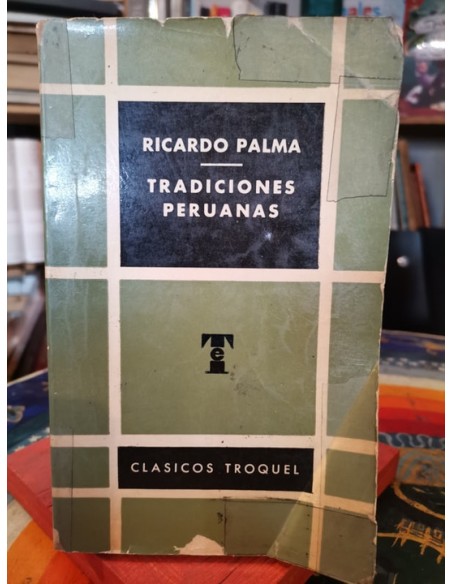 RICARDO PALMA
TRADICIONES
PERUANAS
Te
CLASICOS TROQUEL